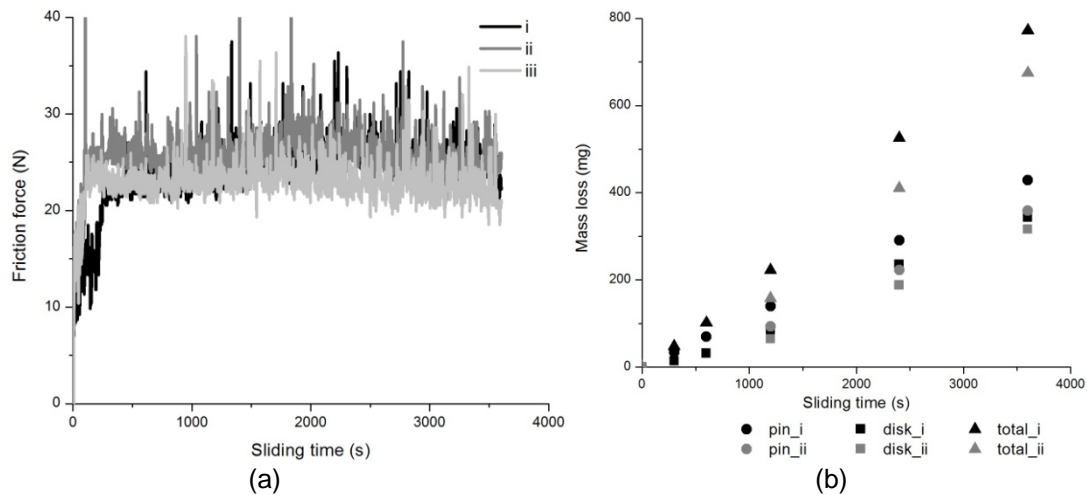 40
30
20
10
0
0
1000
2000
3000
4000
Friction force (N)
Sliding time (s)
i
ii
iii
(a)
800
600
400
200
0
0
1000
2000
3000
4000
Mass loss (mg)
Sliding time (s)
pin_i disk_i total_i
pin_ii disk_ii total_ii
(b)